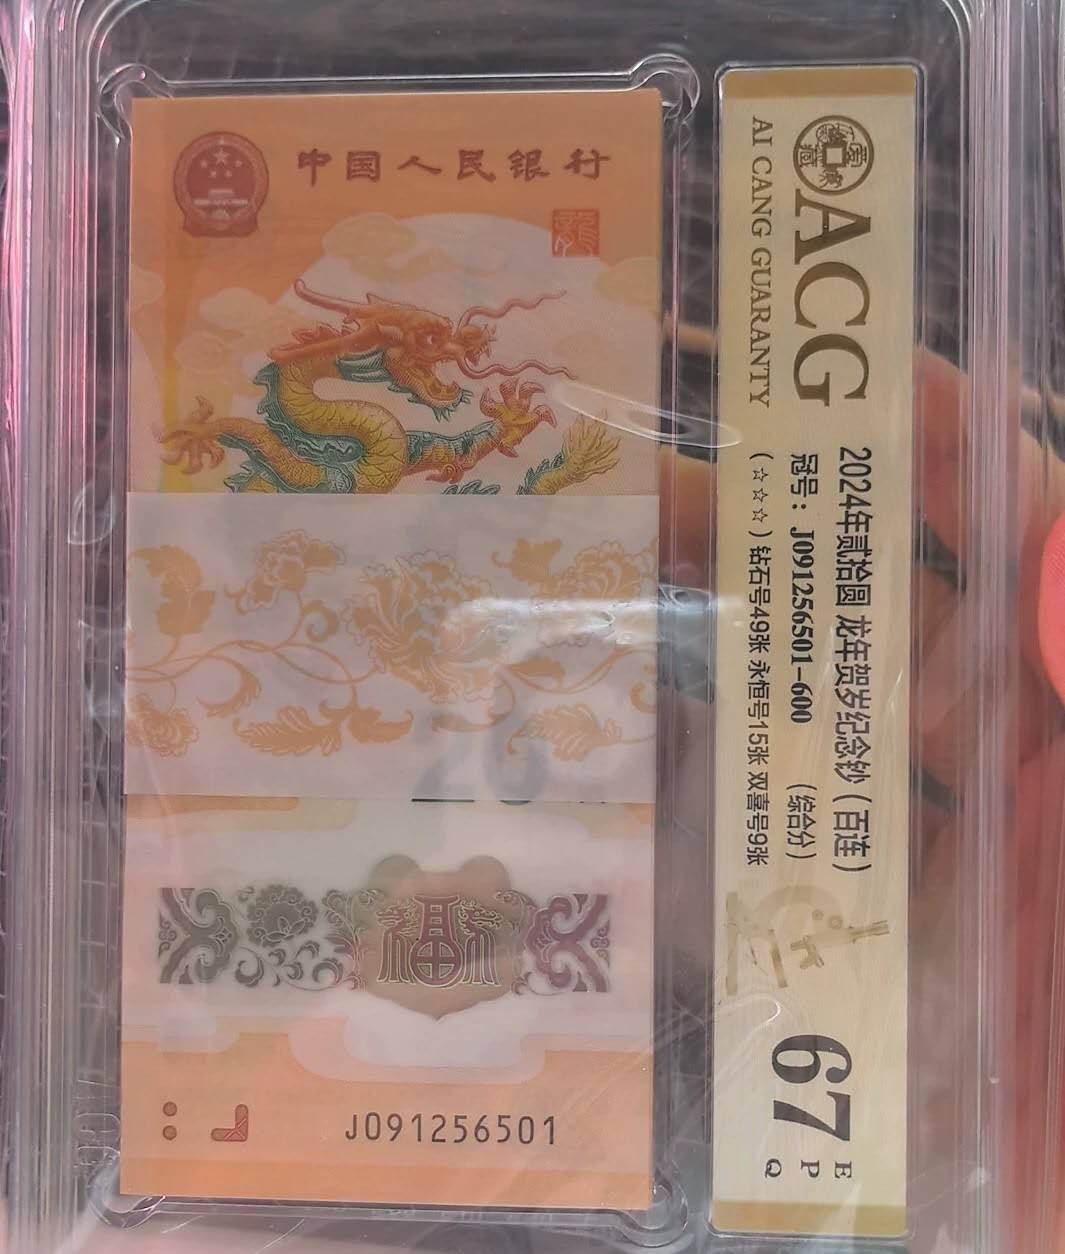 中国人民银行
龍
福
J091256501
ACG
AI CANG GUARANTY
2024年贰拾圆 龙年贺岁纪念钞（百连）
冠号：J091256501-600 （综合分）
（☆☆☆）钻石号49张 永恒号15张 双喜号9张
67
E
P
Q